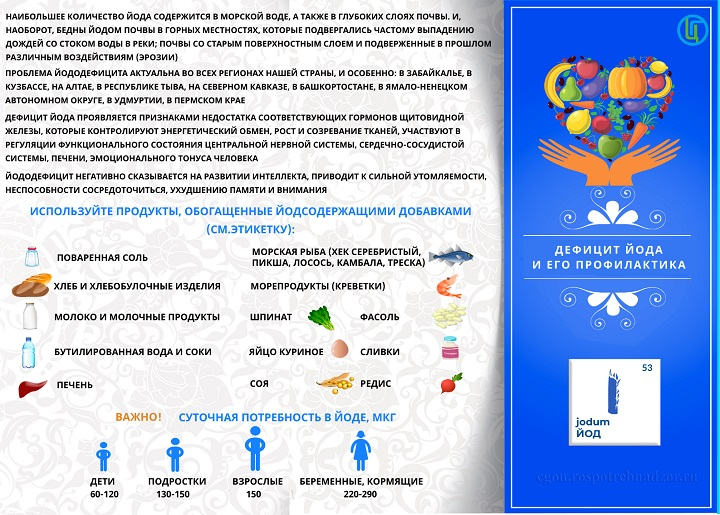 НАИБОЛЬШЕЕ КОЛИЧЕСТВО ЙОДА СОДЕРЖИТСЯ В МОРСКОЙ ВОДЕ, А ТАКЖЕ В ГЛУБОКИХ СЛОЯХ ПОЧВЫ. И,
НАОБОРОТ, БЕДНЫ ЙОДОМ ПОЧВЫ В ГОРНЫХ МЕСТНОСТЯХ, КОТОРЫЕ ПОДВЕРГАЛИСЬ ЧАСТОМУ ВЫПАДЕНИЮ
ДОЖДЕЙ СО СТОКОМ ВОДЫ В РЕКИ; ПОЧВЫ СО СТАРЫМ ПОВЕРХНОСТНЫМ СЛОЕМ И ПОДВЕРЖЕННЫЕ В ПРОШЛОМ
РАЗЛИЧНЫМ ВОЗДЕЙСТВИЯМ (ЭРОЗИИ)
ПРОБЛЕМА ЙОДОДЕФИЦИТА АКТУАЛЬНА ВО ВСЕХ РЕГИОНАХ НАШЕЙ СТРАНЫ, И ОСОБЕННО: В ЗАБАЙКАЛЬЕ, В
КУЗБАССЕ, НА АЛТАЕ, В РЕСПУБЛИКЕ ТЫВА, НА СЕВЕРНОМ КАВКАЗЕ, В БАШКОРТОСТАНЕ, В ЯМАЛО-НЕНЕЦКОМ
АВТОНОМНОМ ОКРУГЕ, В УДМУРТИИ, В ПЕРМСКОМ КРАЕ
ДЕФИЦИТ ЙОДА ПРОЯВЛЯЕТСЯ ПРИЗНАКАМИ НЕДОСТАТКА СООТВЕТСТВУЮЩИХ ГОРМОНОВ ЩИТОВИДНОЙ
ЖЕЛЕЗЫ, КОТОРЫЕ КОНТРОЛИРУЮТ ЭНЕРГЕТИЧЕСКИЙ ОБМЕН, РОСТ И СОЗРЕВАНИЕ ТКАНЕЙ, УЧАСТВУЮТ В
РЕГУЛЯЦИИ ФУНКЦИОНАЛЬНОГО СОСТОЯНИЯ ЦЕНТРАЛЬНОЙ НЕРВНОЙ СИСТЕМЫ, СЕРДЕЧНО-СОСУДИСТОЙ
СИСТЕМЫ, ПЕЧЕНИ, ЭМОЦИОНАЛЬНОГО ТОНУСА ЧЕЛОВЕКА
ЙОДОДЕФИЦИТ НЕГАТИВНО СКАЗЫВАЕТСЯ НА РАЗВИТИИ ИНТЕЛЛЕКТА, ПРИВОДИТ К СИЛЬНОЙ УТОМЛЯЕМОСТИ,
НЕСПОСОБНОСТИ СОСРЕДОТОЧИТЬСЯ, УХУДШЕНИЮ ПАМЯТИ И ВНИМАНИЯ
ИСПОЛЬЗУЙТЕ ПРОДУКТЫ, ОБОГАЩЕННЫЕ ЙОДСОДЕРЖАЩИМИ ДОБАВКАМИ
(СМ.ЭТИКЕТКУ):
ПОВАРЕННАЯ СОЛЬ
ХЛЕБ И ХЛЕБОБУЛОЧНЫЕ ИЗДЕЛИЯ
МОЛОКО И МОЛОЧНЫЕ ПРОДУКТЫ
БУТИЛИРОВАННАЯ ВОДА И СОКИ
ПЕЧЕНЬ
МОРСКАЯ РЫБА (ХЕК СЕРЕБРИСТЫЙ,
ПИКША, ЛОСОСЬ, КАМБАЛА, ТРЕСКА)
МОРЕПРОДУКТЫ (КРЕВЕТКИ)
ШПИНАТ ФАСОЛЬ
ЯЙЦО КУРИНОЕ СЛИВКИ
СОЯ РЕДИС
ВАЖНО! СУТОЧНАЯ ПОТРЕБНОСТЬ В ЙОДЕ, МКГ
ДЕТИ ПОДРОСТКИ ВЗРОСЛЫЕ БЕРЕМЕННЫЕ, КОРМЯЩИЕ
60-120 130-150 150 220-290
ДЕФИЦИТ ЙОДА
И ЕГО ПРОФИЛАКТИКА
53
jodum
ЙОД
cgon.rospotrebnadzor.ru